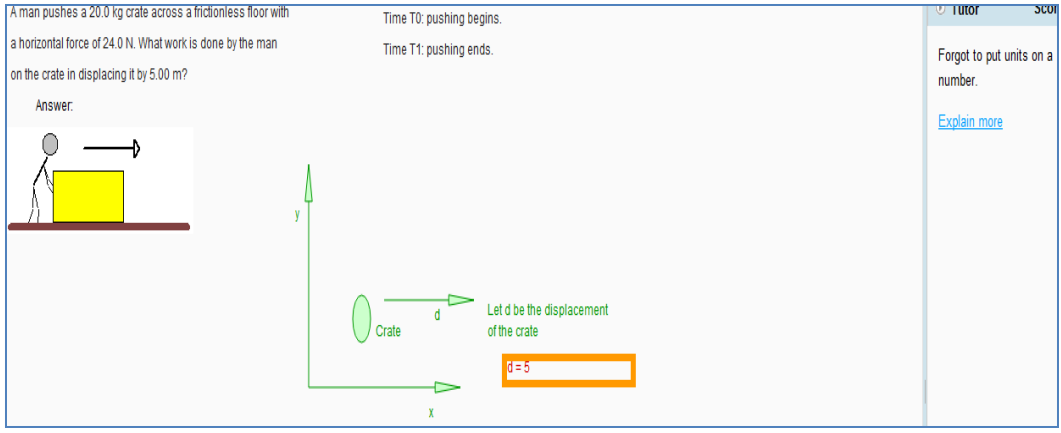 A man pushes a 20.0 kg crate across a frictionless floor with
a horizontal force of 24.0 N. What work is done by the man
on the crate in displacing it by 5.00 m?
Answer:
Time T0: pushing begins.
Time T1: pushing ends.
y
d
Crate
Let d be the displacement
of the crate
d = 5
x
Tutor Scor
Forgot to put units on a
number.
Explain more